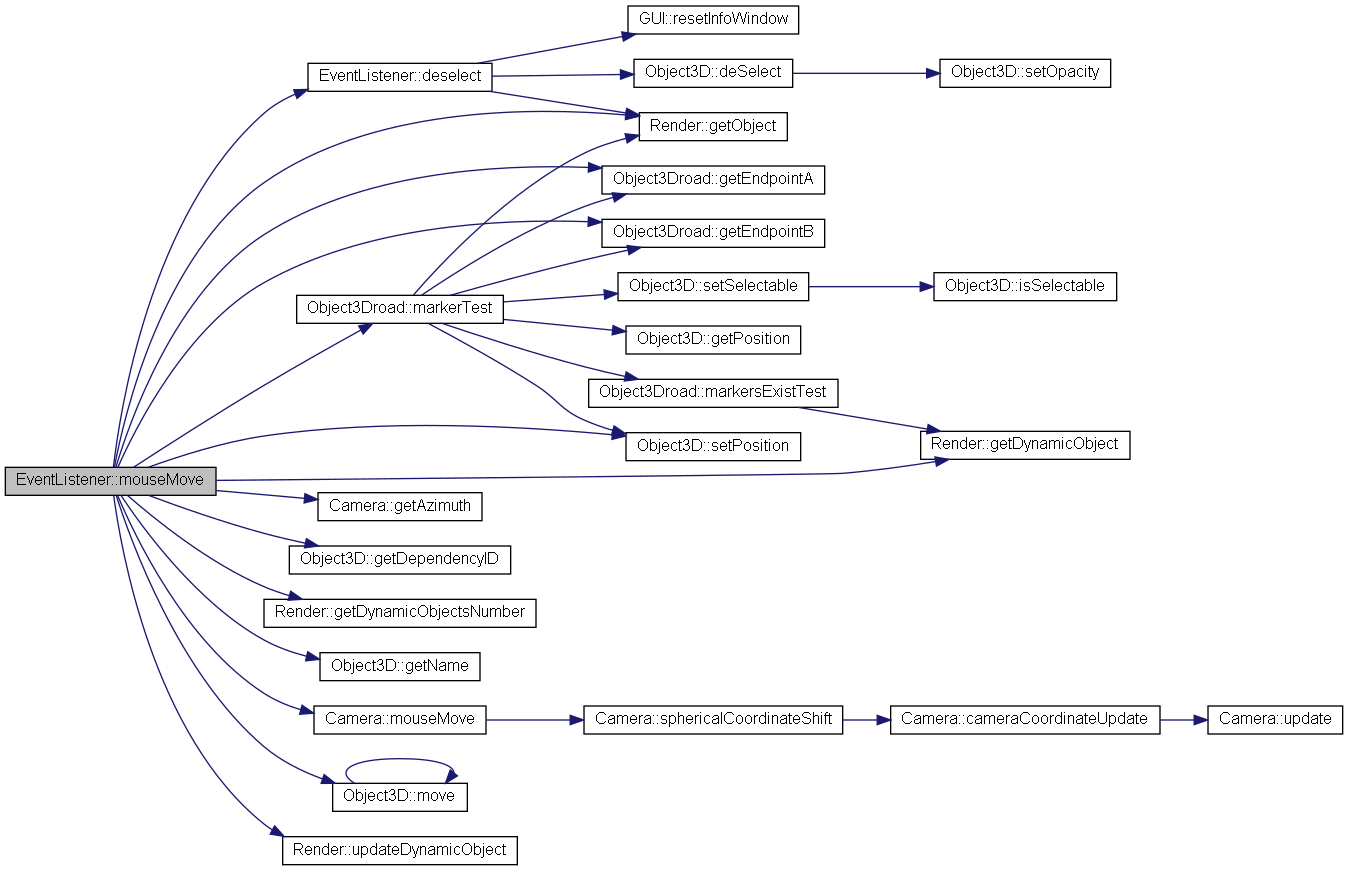 GUI::resetInfoWindow
EventListener::deselect
Object3D::deSelect
Object3D::setOpacity
Render::getObject
Object3Droad::getEndpointA
Object3Droad::getEndpointB
Object3D::setSelectable
Object3D::isSelectable
Object3Droad::markerTest
Object3D::getPosition
Object3Droad::markersExistTest
Object3D::setPosition
Render::getDynamicObject
EventListener::mouseMove
Camera::getAzimuth
Object3D::getDependencyID
Render::getDynamicObjectsNumber
Object3D::getName
Camera::mouseMove
Camera::sphericalCoordinateShift
Camera::cameraCoordinateUpdate
Camera::update
Object3D::move
Render::updateDynamicObject